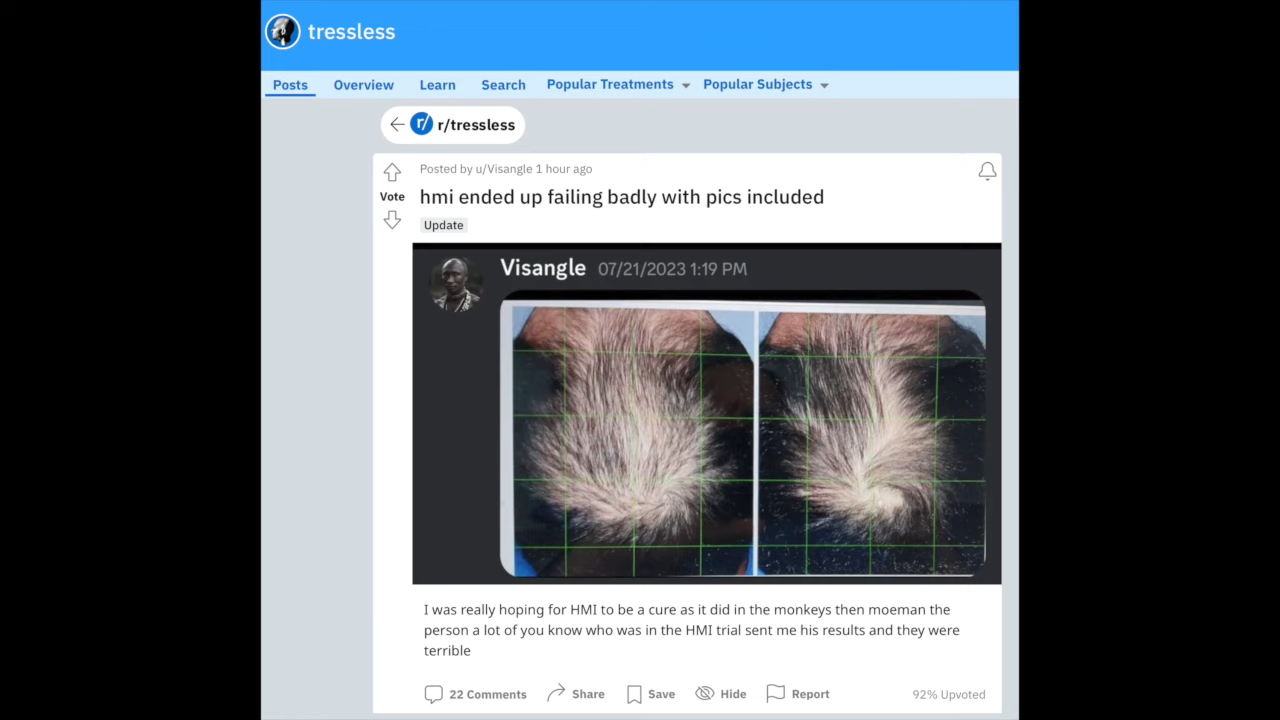 tressless
Posts Overview Learn Search Popular Treatments Popular Subjects
r/ r/tressless
Posted by u/Visangle 1 hour ago
Vote
hmi ended up failing badly with pics included
Update
Visangle 07/21/2023 1:19 PM
I was really hoping for HMI to be a cure as it did in the monkeys then moeman the
person a lot of you know who was in the HMI trial sent me his results and they were
terrible
22 Comments Share Save Hide Report 92% Upvoted